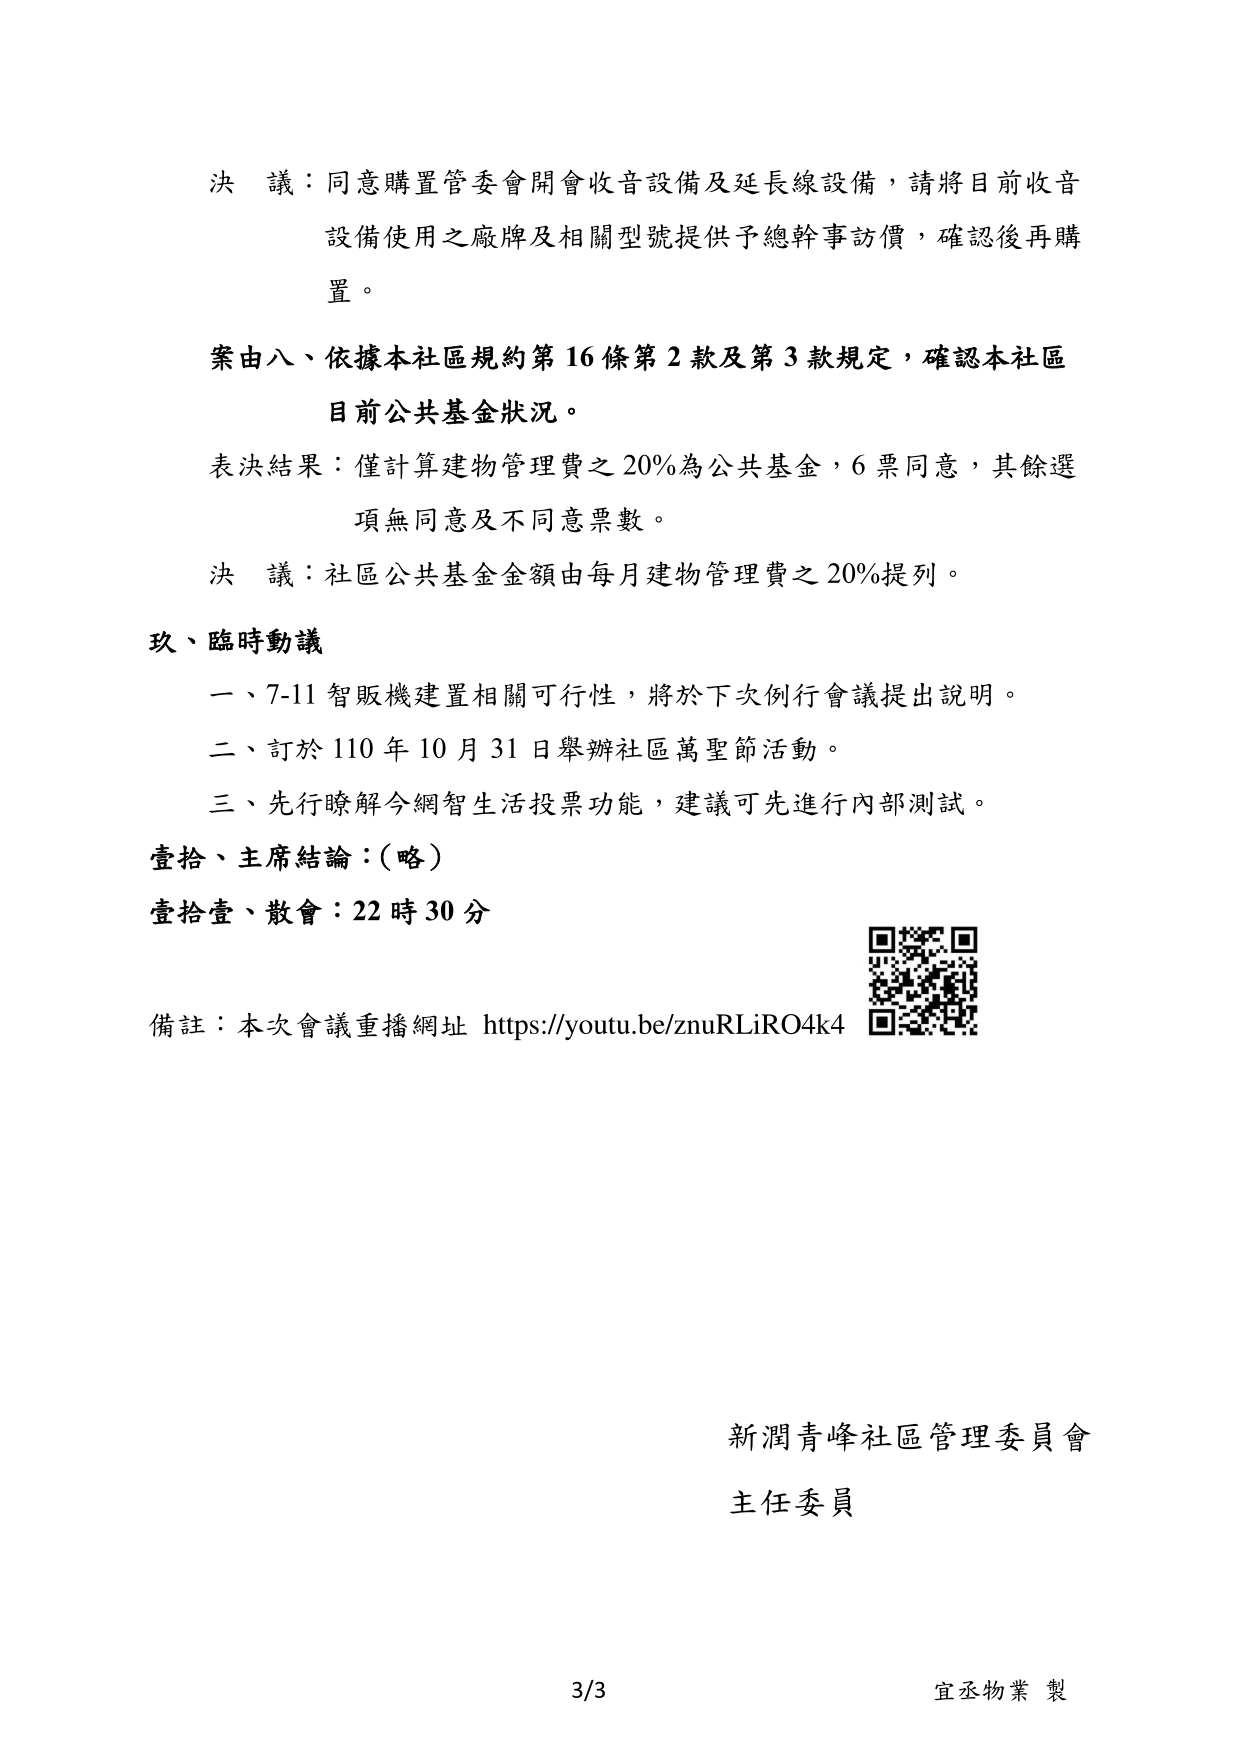 決　議：同意購置管委會開會收音設備及延長線設備，請將目前收音
設備使用之廠牌及相關型號提供予總幹事訪價，確認後再購
置。
案由八、依據本社區規約第 16 條第 2 款及第 3 款規定，確認本社區
目前公共基金狀況。
表決結果：僅計算建物管理費之 20%為公共基金，6 票同意，其餘選
項無同意及不同意票數。
決　議：社區公共基金金額由每月建物管理費之 20%提列。
玖、臨時動議
一、7-11 智販機建置相關可行性，將於下次例行會議提出說明。
二、訂於 110 年 10 月 31 日舉辦社區萬聖節活動。
三、先行瞭解今網智生活投票功能，建議可先進行內部測試。
壹拾、主席結論：（略）
壹拾壹、散會：22 時 30 分
備註：本次會議重播網址 https://youtu.be/znuRLiRO4k4
新潤青峰社區管理委員會
主任委員
3/3
宜丞物業 製